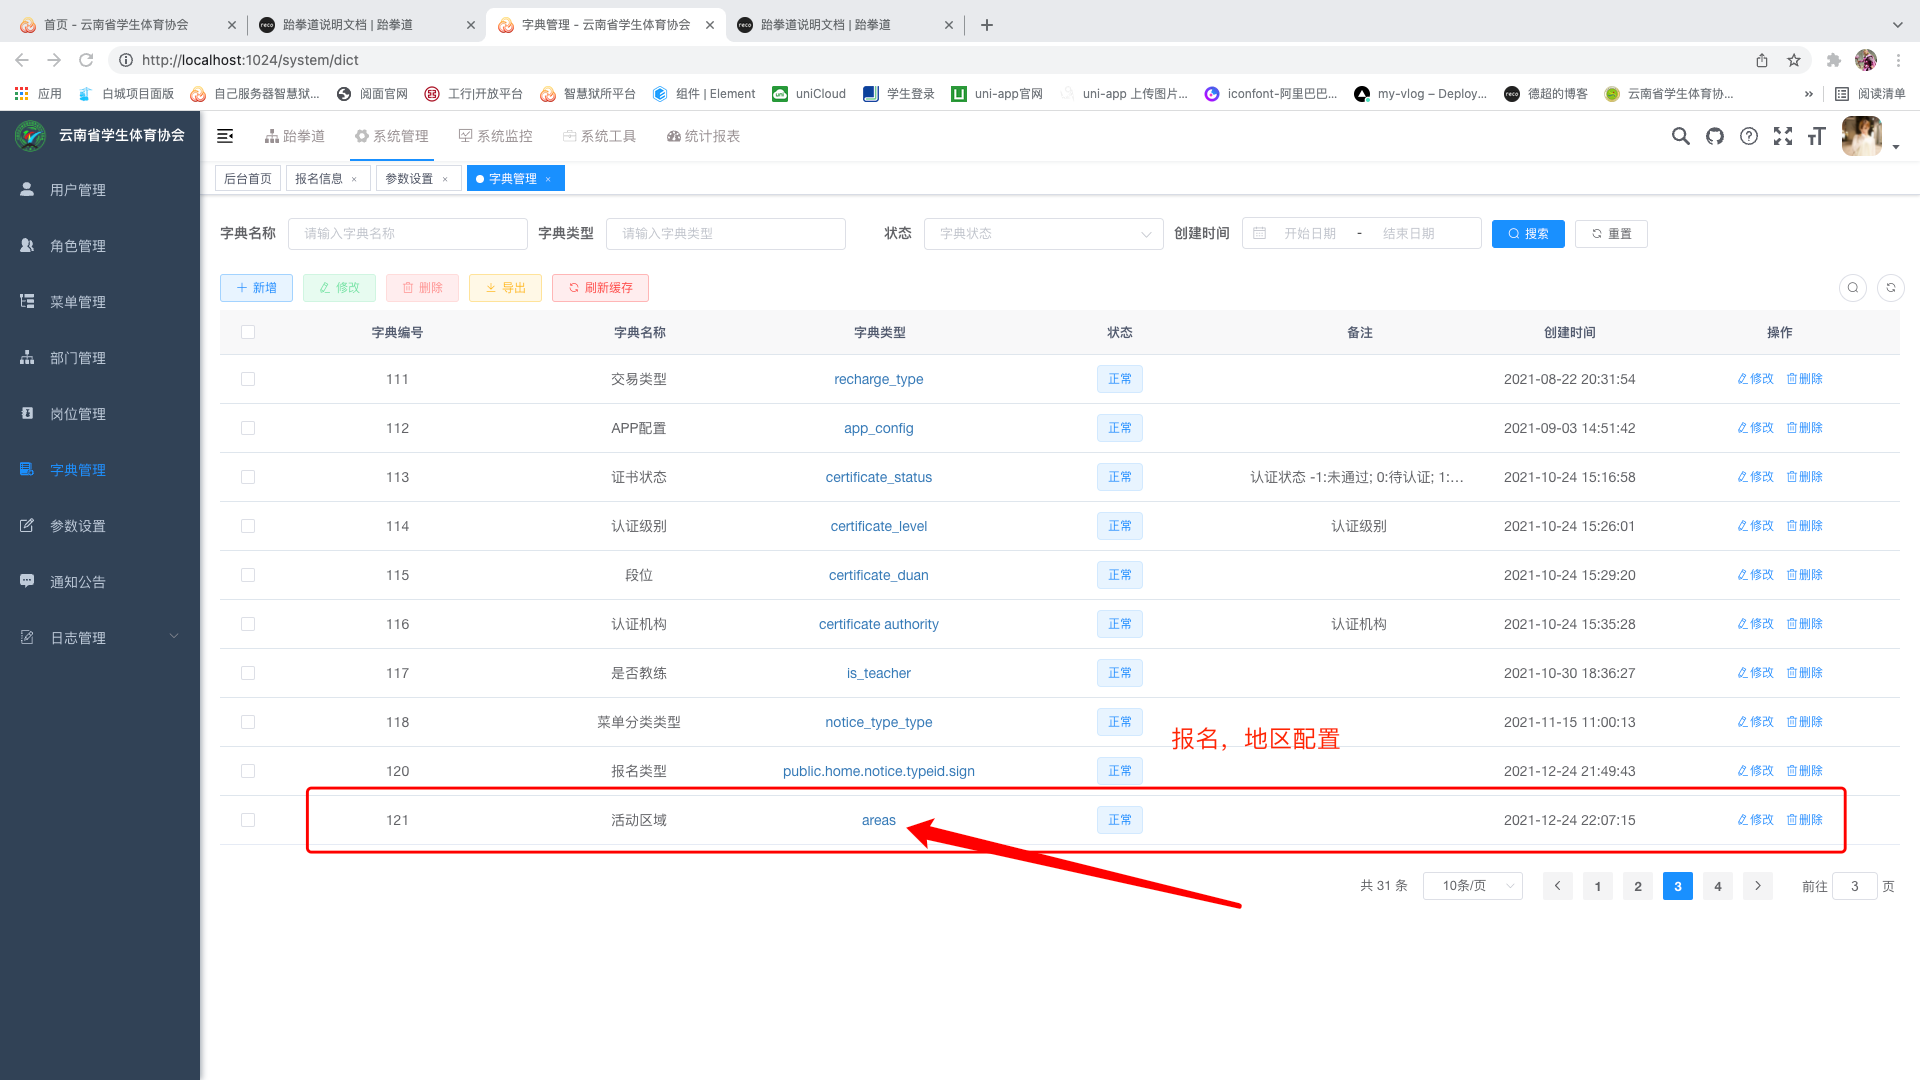 首页 - 云南省学生体育协会
跆拳道说明文档 | 跆拳道
字典管理 - 云南省学生体育协会
跆拳道说明文档 | 跆拳道
http://localhost:1024/system/dict
应用
白城项目面版
自己服务器智慧狱...
阅面官网
工行|开放平台
智慧狱所平台
组件 | Element
uniCloud
学生登录
uni-app官网
uni-app 上传图片...
iconfont-阿里巴巴...
my-vlog – Deploy...
德超的博客
云南省学生体育协...
»
阅读清单
云南省学生体育协会
跆拳道
系统管理
系统监控
系统工具
统计报表
后台首页
报名信息 ×
参数设置 ×
字典管理 ×
用户管理
角色管理
菜单管理
部门管理
岗位管理
字典管理
参数设置
通知公告
日志管理
字典名称 请输入字典名称 字典类型 请输入字典类型 状态 字典状态 创建时间 开始日期 - 结束日期 搜索 重置
新增 修改 删除 导出 刷新缓存
字典编号 字典名称 字典类型 状态 备注 创建时间 操作
111 交易类型 recharge_type 正常 2021-08-22 20:31:54 修改 删除
112 APP配置 app_config 正常 2021-09-03 14:51:42 修改 删除
113 证书状态 certificate_status 正常 认证状态 -1:未通过; 0:待认证; 1:... 2021-10-24 15:16:58 修改 删除
114 认证级别 certificate_level 正常 认证级别 2021-10-24 15:26:01 修改 删除
115 段位 certificate_duan 正常 2021-10-24 15:29:20 修改 删除
116 认证机构 certificate authority 正常 认证机构 2021-10-24 15:35:28 修改 删除
117 是否教练 is_teacher 正常 2021-10-30 18:36:27 修改 删除
118 菜单分类类型 notice_type_type 正常 2021-11-15 11:00:13 修改 删除
报名，地区配置
120 报名类型 public.home.notice.typeid.sign 正常 2021-12-24 21:49:43 修改 删除
121 活动区域 areas 正常 2021-12-24 22:07:15 修改 删除
共 31 条 10条/页 1 2 3 4 前往 3 页